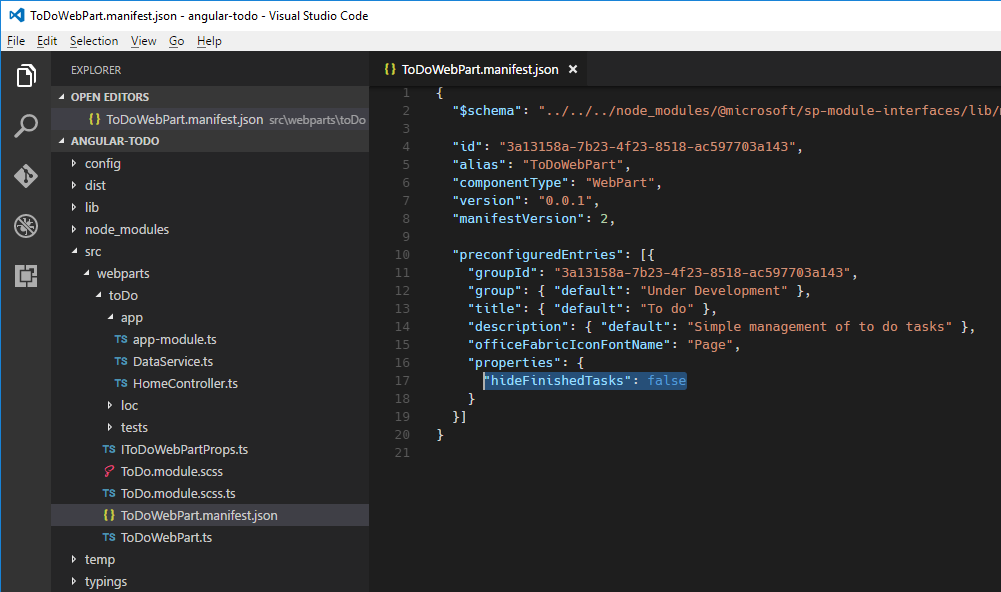 ToDoWebPart.manifest.json - angular-todo - Visual Studio Code
File Edit Selection View Go Help
EXPLORER
OPEN EDITORS
{} ToDoWebPart.manifest.json src\webparts\toDo
ANGULAR-TODO
config
dist
lib
node_modules
src
webparts
toDo
app
TS app-module.ts
TS DataService.ts
TS HomeController.ts
loc
tests
TS IToDoWebPartProps.ts
ToDo.module.scss
TS ToDo.module.scss.ts
{} ToDoWebPart.manifest.json
TS ToDoWebPart.ts
temp
typings
{} ToDoWebPart.manifest.json ×
1 {
2 "$schema": "../../../node_modules/@microsoft/sp-module-interfaces/lib/
3
4 "id": "3a13158a-7b23-4f23-8518-ac597703a143",
5 "alias": "ToDoWebPart",
6 "componentType": "WebPart",
7 "version": "0.0.1",
8 "manifestVersion": 2,
9
10 "preconfiguredEntries": [{
11 "groupId": "3a13158a-7b23-4f23-8518-ac597703a143",
12 "group": { "default": "Under Development" },
13 "title": { "default": "To do" },
14 "description": { "default": "Simple management of to do tasks" },
15 "officeFabricIconFontName": "Page",
16 "properties": {
17 "hideFinishedTasks": false
18 }
19 }]
20 }
21